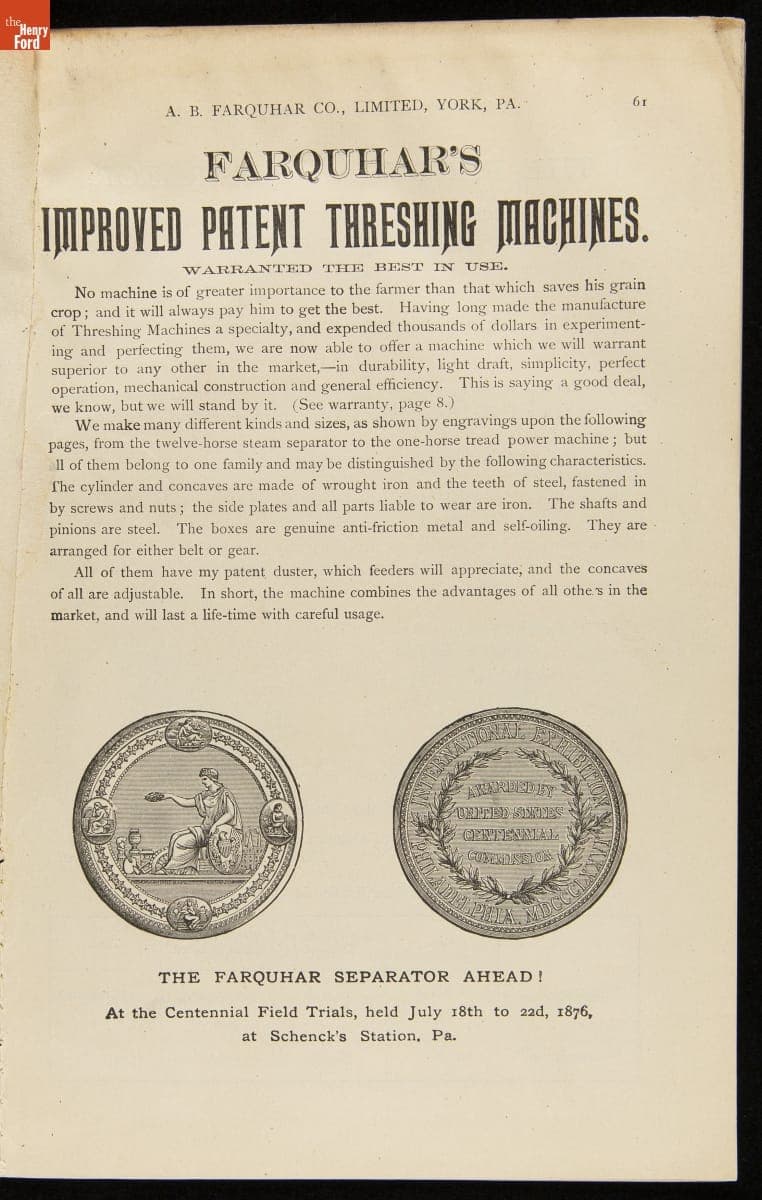 the
Henry
Ford
A. B. FARQUHAR CO., LIMITED, YORK, PA. 61
FARQUHAR'S
IMPROVED PATENT THRESHING MACHINES.
WARRANTED THE BEST IN USE.
No machine is of greater importance to the farmer than that which saves his grain
crop; and it will always pay him to get the best. Having long made the manufacture
of Threshing Machines a specialty, and expended thousands of dollars in experiment-
ing and perfecting them, we are now able to offer a machine which we will warrant
superior to any other in the market,—in durability, light draft, simplicity, perfect
operation, mechanical construction and general efficiency. This is saying a good deal,
we know, but we will stand by it. (See warranty, page 8.)
We make many different kinds and sizes, as shown by engravings upon the following
pages, from the twelve-horse steam separator to the one-horse tread power machine; but
ll of them belong to one family and may be distinguished by the following characteristics.
The cylinder and concaves are made of wrought iron and the teeth of steel, fastened in
by screws and nuts; the side plates and all parts liable to wear are iron. The shafts and
pinions are steel. The boxes are genuine anti-friction metal and self-oiling. They are
arranged for either belt or gear.
All of them have my patent duster, which feeders will appreciate, and the concaves
of all are adjustable. In short, the machine combines the advantages of all others in the
market, and will last a life-time with careful usage.
INTERNATIONAL EXHIBITION
PHILADELPHIA, MDCCCLXXVI
AWARDED BY
UNITED STATES
CENTENNIAL
COMMISSION
THE FARQUHAR SEPARATOR AHEAD!
At the Centennial Field Trials, held July 18th to 22d, 1876,
at Schenck's Station, Pa.